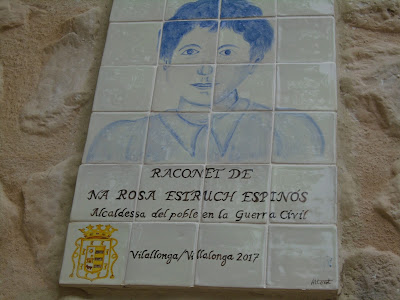 RACONET DE
NA ROSA ESTRUCH ESPINÓS
Alcaldessa del poble en la Guerra Civil
Vilallonga/Villalonga 2017